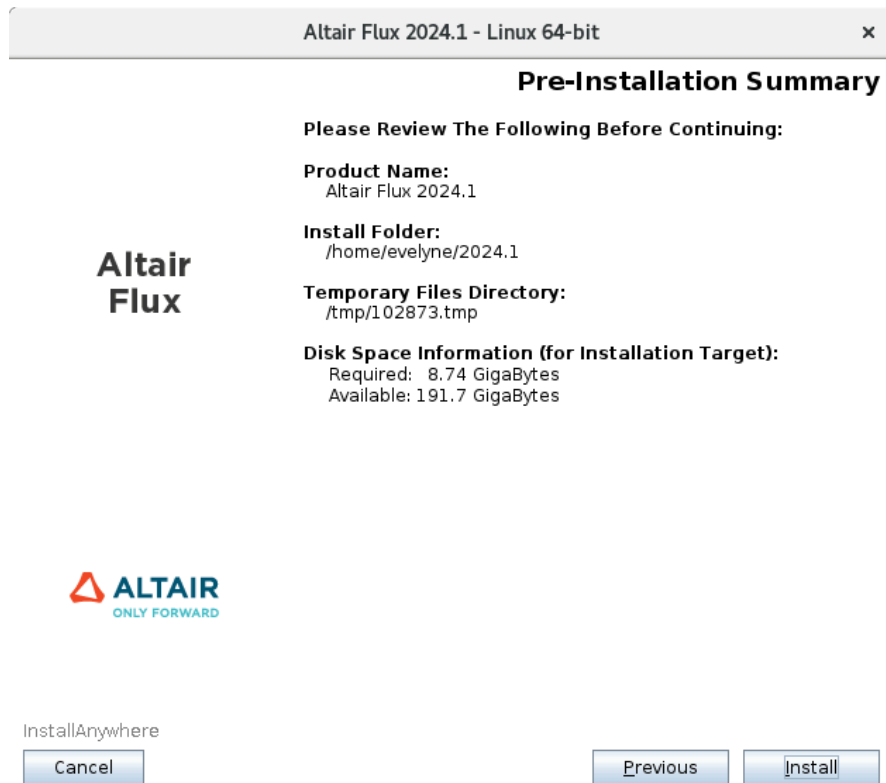 Altair Flux 2024.1 - Linux 64-bit
×
Pre-Installation Summary
Please Review The Following Before Continuing:
Product Name:
Altair Flux 2024.1
Install Folder:
/home/evelyne/2024.1
Temporary Files Directory:
/tmp/102873.tmp
Disk Space Information (for Installation Target):
Required: 8.74 GigaBytes
Available: 191.7 GigaBytes
Altair
Flux
ALTAIR
ONLY FORWARD
InstallAnywhere
Cancel
Previous
Install